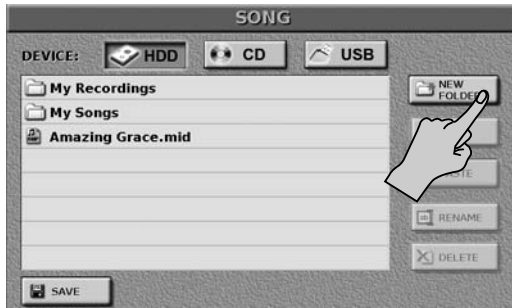 SONG
DEVICE: HDD CD USB
My Recordings
NEW
FOLDER
My Songs
Amazing Grace.mid
RENAME
DELETE
SAVE